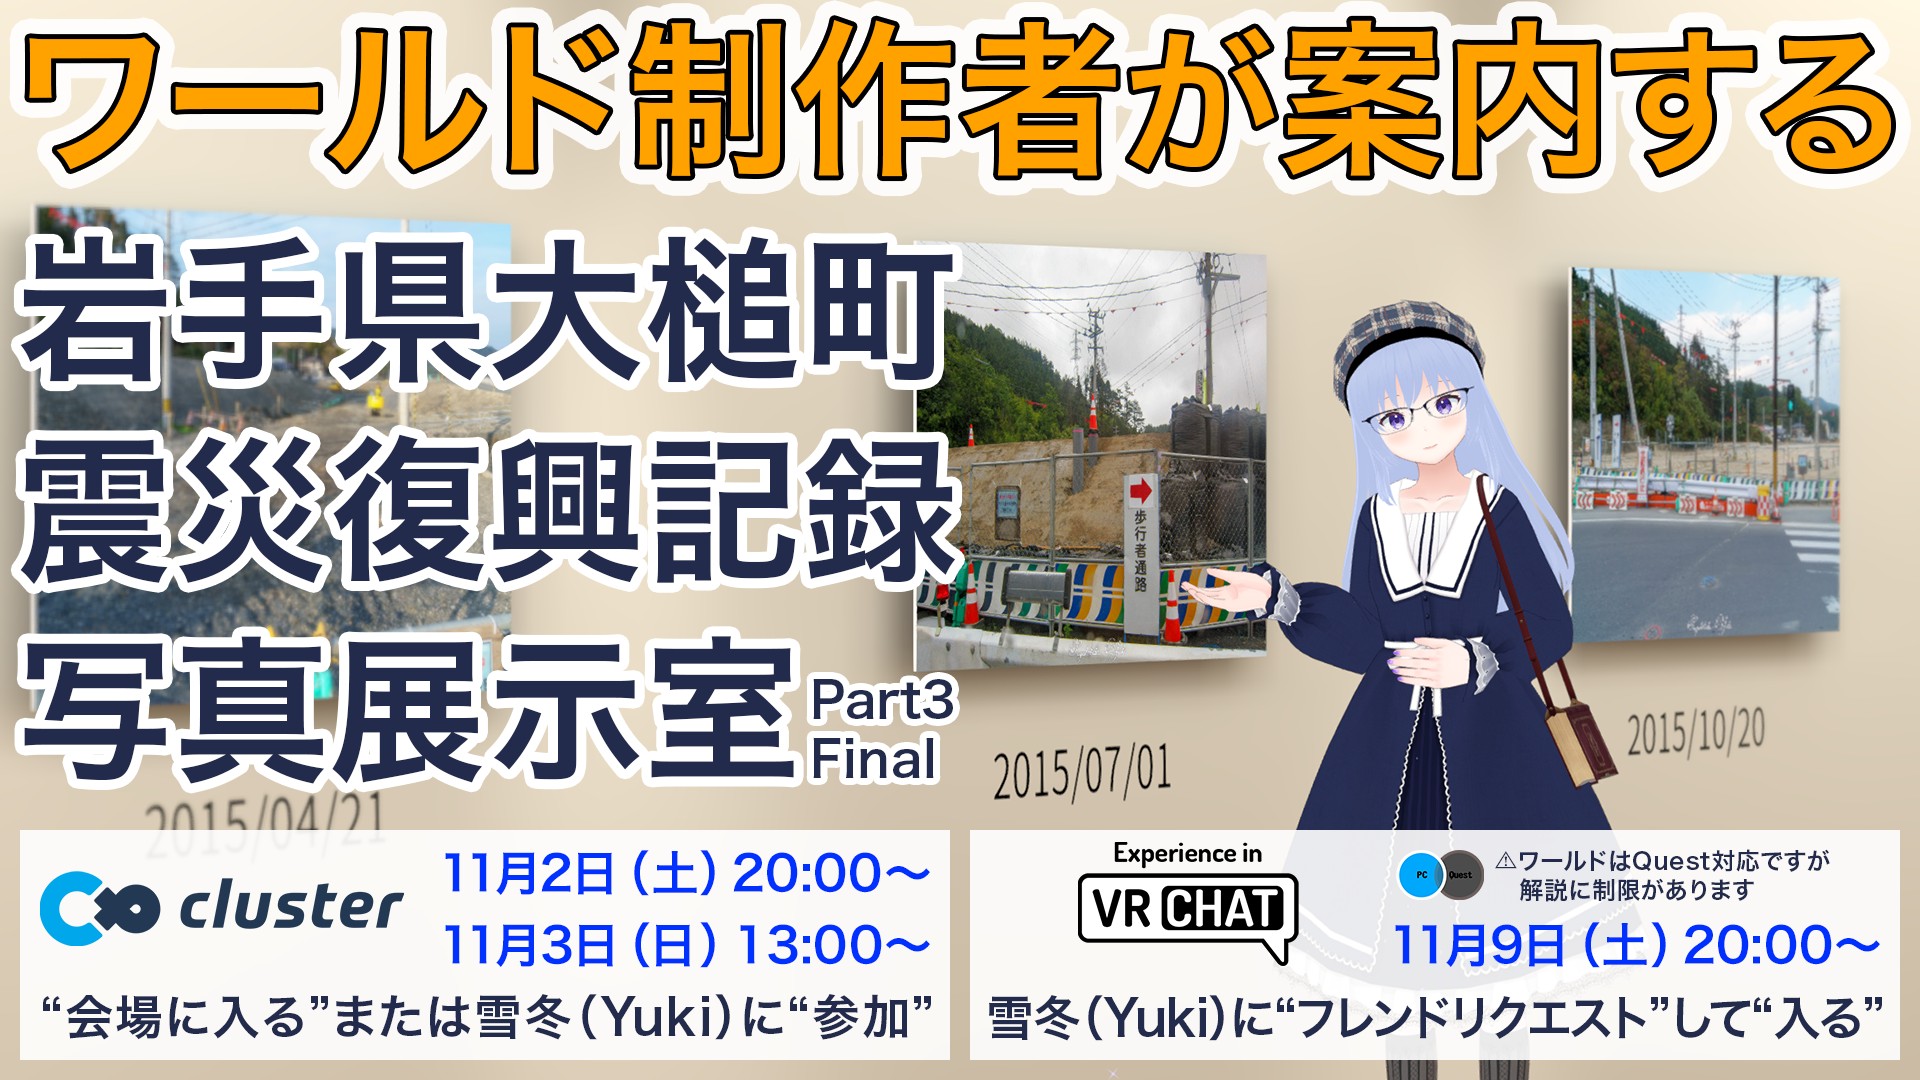 ワールド制作者が案内する
岩手県大槌町
震災復興記録
写真展示室
Part3
Final
歩行者通路
2015/04/21
2015/07/01
2015/10/20
cluster
11月2日（土）20:00～
11月3日（日）13:00～
“会場に入る”または雪冬（Yuki）に“参加”
Experience in
VR CHAT
PC
Quest
⚠ワールドはQuest対応ですが
解説に制限があります
11月9日（土）20:00～
雪冬（Yuki）に“フレンドリクエスト”して“入る”